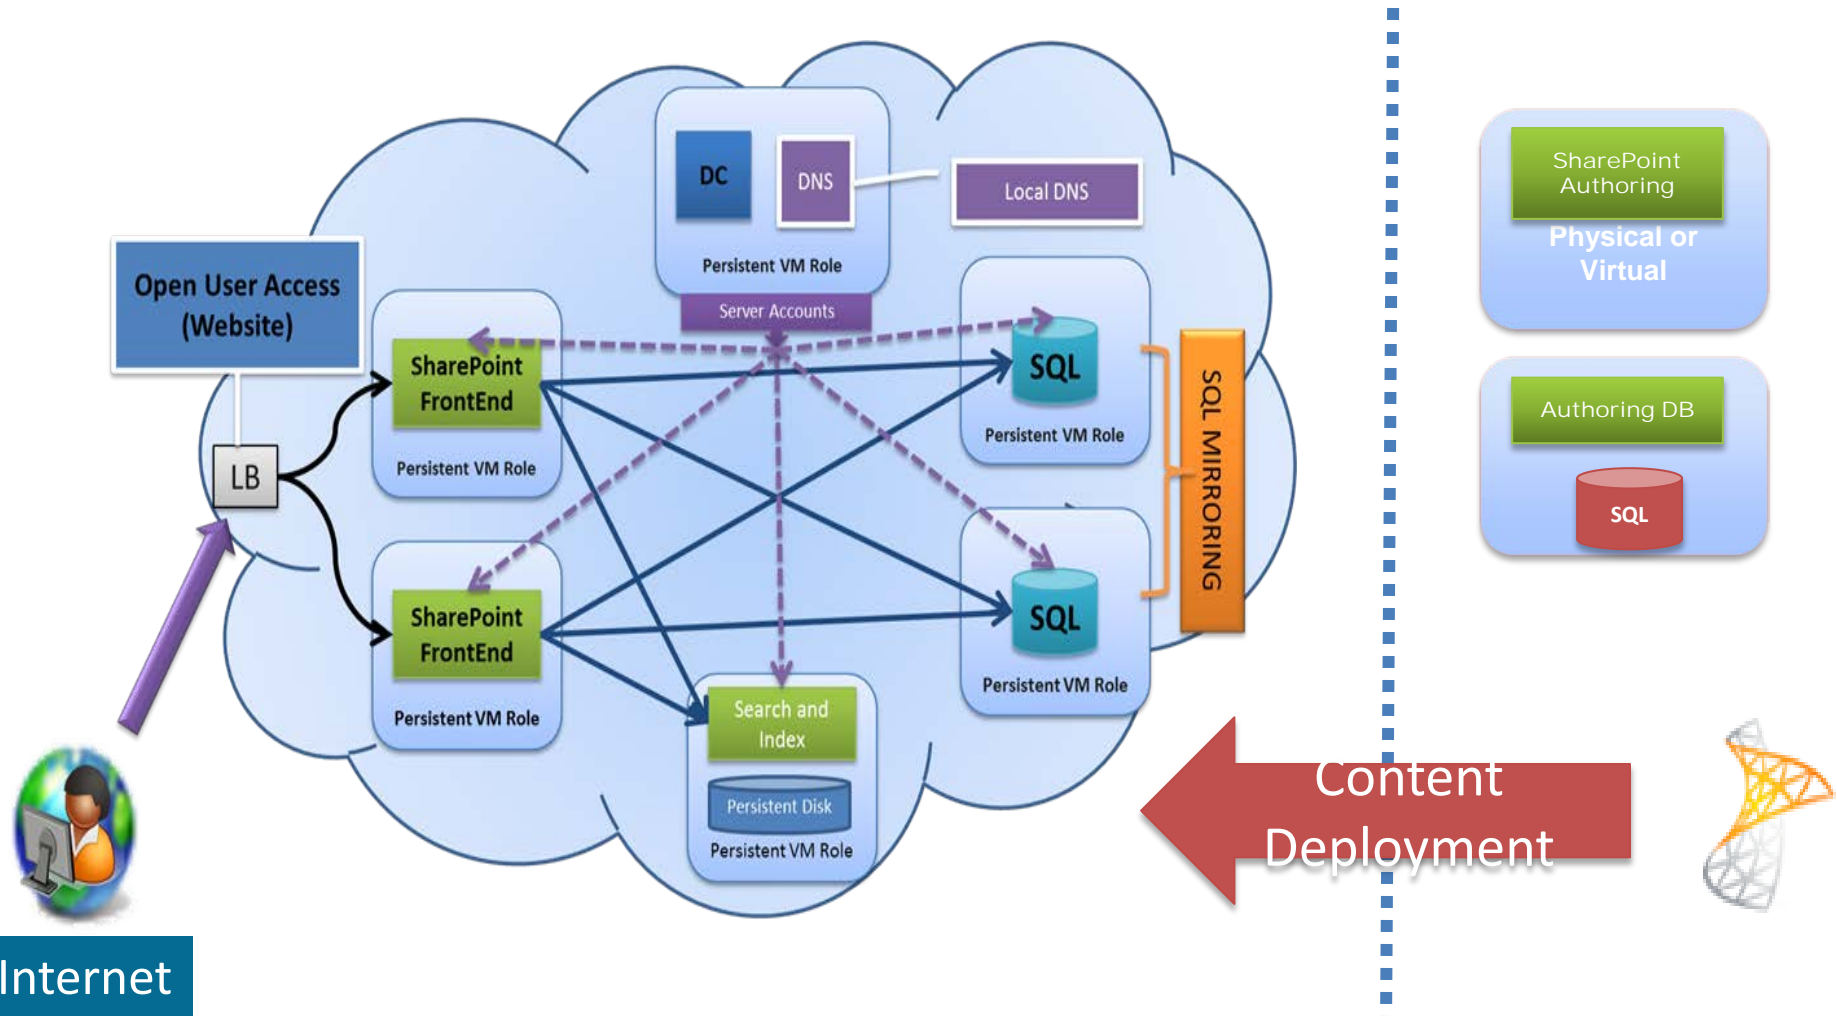 DC
DNS
Local DNS
Persistent VM Role
Server Accounts
Open User Access
(Website)
LB
SharePoint
FrontEnd
Persistent VM Role
SharePoint
FrontEnd
Persistent VM Role
SQL
Persistent VM Role
SQL
Persistent VM Role
SQL MIRRORING
Search and
Index
Persistent Disk
Persistent VM Role
SharePoint
Authoring
Physical or
Virtual
Authoring DB
SQL
Content
Deployment
Internet